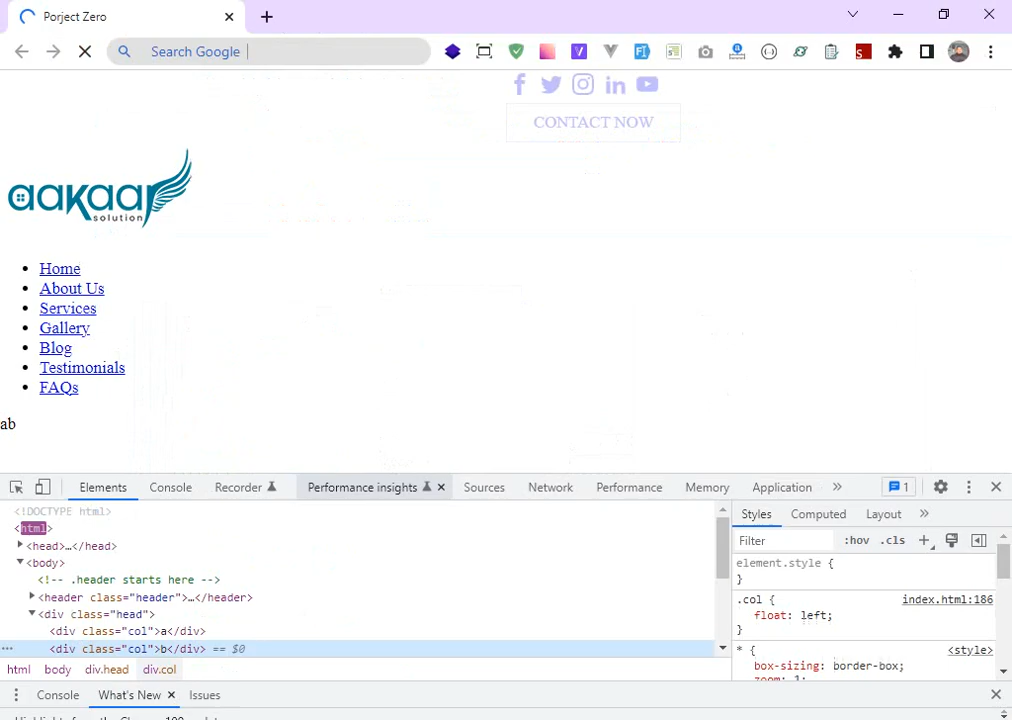 Porject Zero
Search Google
CONTACT NOW
aakaar
solution
Home
About Us
Services
Gallery
Blog
Testimonials
FAQs
ab
Elements Console Recorder Performance insights Sources Network Performance Memory Application » 1
<!DOCTYPE html>
<html>
<head>…</head>
<body>
<!-- .header starts here -->
<header class="header">…</header>
<div class="head">
<div class="col">a</div>
<div class="col">b</div> == $0
html body div.head div.col
Styles Computed Layout »
Filter :hov .cls
element.style {
}
.col { index.html:186
float: left;
}
* { <style>
box-sizing: border-box;
zoom: 1;
Console What's New Issues